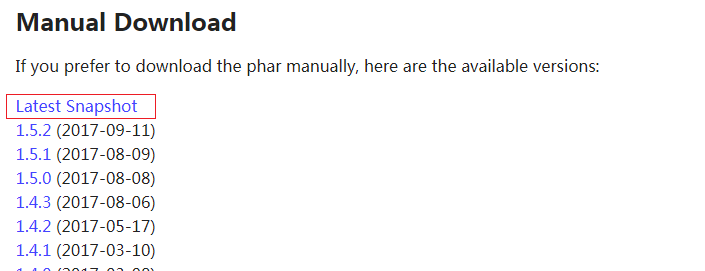 Manual Download
If you prefer to download the phar manually, here are the available versions:
Latest Snapshot
1.5.2 (2017-09-11)
1.5.1 (2017-08-09)
1.5.0 (2017-08-08)
1.4.3 (2017-08-06)
1.4.2 (2017-05-17)
1.4.1 (2017-03-10)